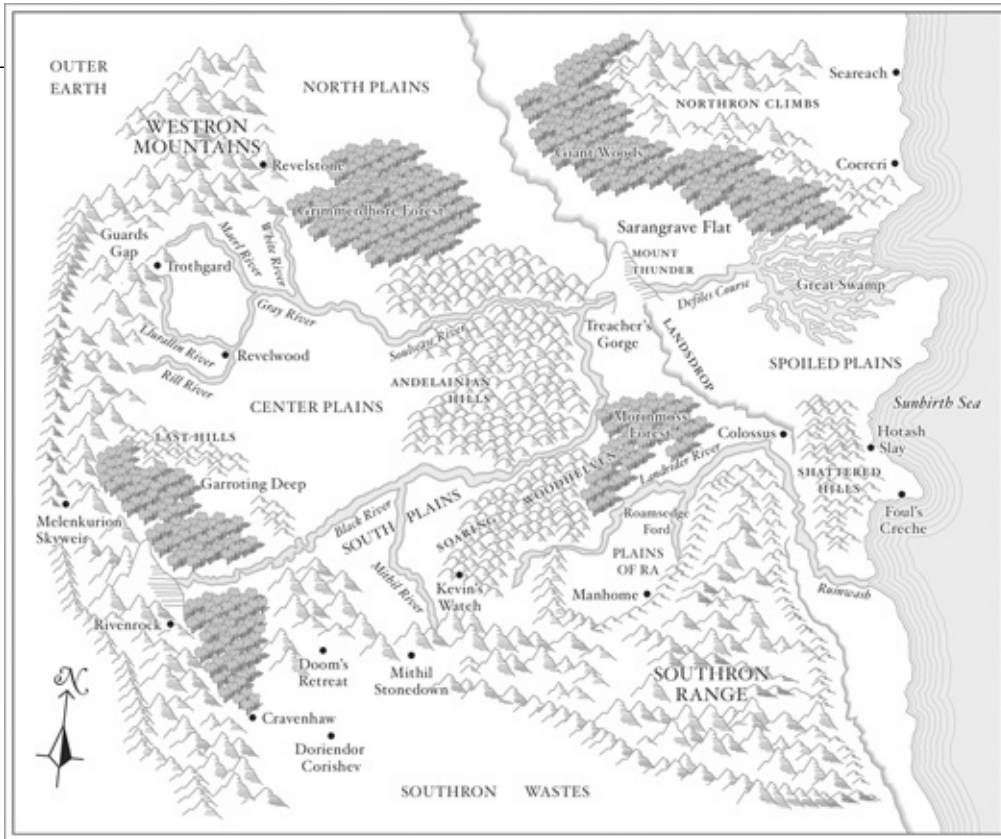 OUTER
EARTH
NORTH PLAINS
Seareach
NORTHRON CLIMBS
WESTRON
MOUNTAINS
Revelstone
Giant Woods
Coercri
Grimmerdhore Forest
Guards
Gap
Maerl River
White River
Sarangrave Flat
Trothgard
MOUNT
THUNDER
Great Swamp
Defiles Course
Gray River
Llurallin River
Soulsease River
Treacher's
Gorge
LANDSDROP
Revelwood
Rill River
SPOILED PLAINS
ANDELAINIAN
HILLS
CENTER PLAINS
Sunbirth Sea
Morinmoss
Forest
Colossus
Hotash
Slay
LAST HILLS
Landrider River
SHATTERED
HILLS
Garroting Deep
SOARING WOODHELVEN
Black River
SOUTH PLAINS
Foul's
Creche
Melenkurion
Skyweir
Roamsedge
Ford
PLAINS
OF RA
Mithil River
Kevin's
Watch
Manhome
Ruinwash
Rivenrock
Doom's
Retreat
Mithil
Stonedown
SOUTHRON
RANGE
N
Cravenhaw
Doriendor
Corishev
SOUTHRON WASTES